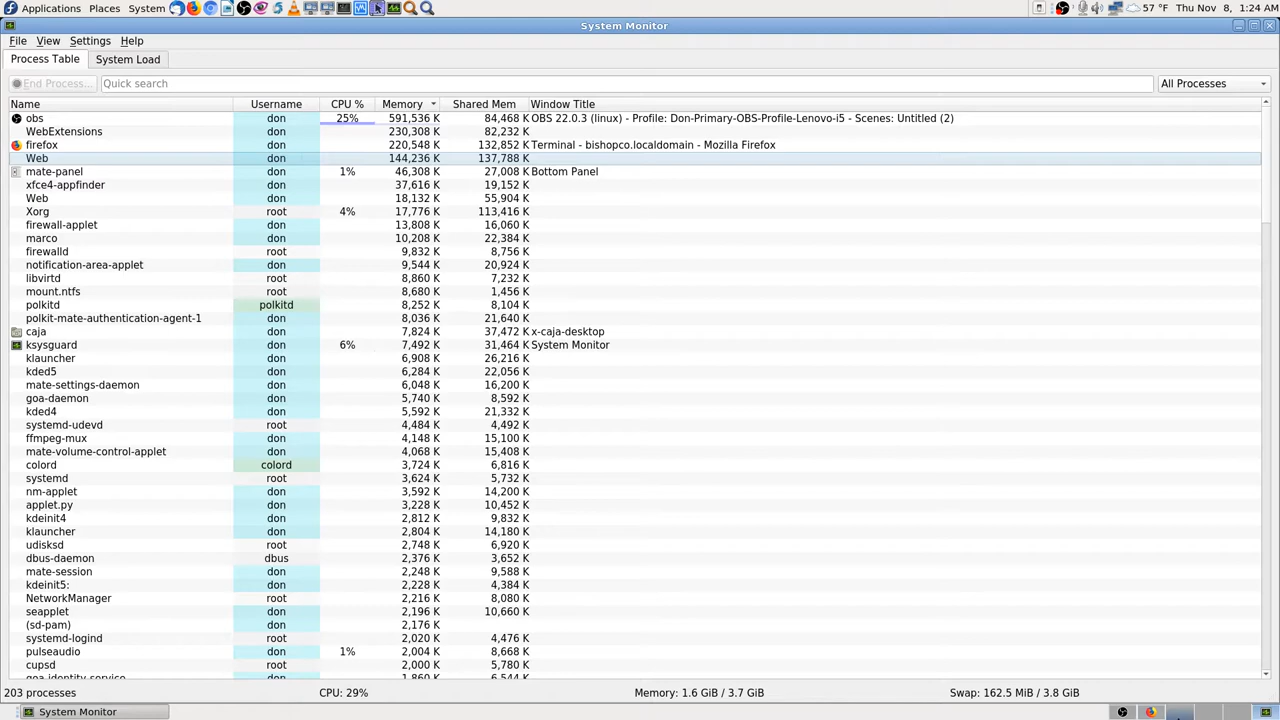 Applications Places System 57 °F Thu Nov 8, 1:24 AM
System Monitor
File View Settings Help
Process Table System Load
End Process... Quick search All Processes
Name Username CPU % Memory Shared Mem Window Title
obs don 25% 591,536 K 84,468 K OBS 22.0.3 (linux) - Profile: Don-Primary-OBS-Profile-Lenovo-i5 - Scenes: Untitled (2)
WebExtensions don 230,308 K 82,232 K
firefox don 220,548 K 132,852 K Terminal - bishopco.localdomain - Mozilla Firefox
Web don 144,236 K 137,788 K
mate-panel don 1% 46,308 K 27,008 K Bottom Panel
xfce4-appfinder don 37,616 K 19,152 K
Web don 18,132 K 55,904 K
Xorg root 4% 17,776 K 113,416 K
firewall-applet don 13,808 K 16,060 K
marco don 10,208 K 22,384 K
firewalld root 9,832 K 8,756 K
notification-area-applet don 9,544 K 20,924 K
libvirtd root 8,860 K 7,232 K
mount.ntfs root 8,680 K 1,456 K
polkitd polkitd 8,252 K 8,104 K
polkit-mate-authentication-agent-1 don 8,036 K 21,640 K
caja don 7,824 K 37,472 K x-caja-desktop
ksysguard don 6% 7,492 K 31,464 K System Monitor
klauncher don 6,908 K 26,216 K
kded5 don 6,284 K 22,056 K
mate-settings-daemon don 6,048 K 16,200 K
goa-daemon don 5,740 K 8,592 K
kded4 don 5,592 K 21,332 K
systemd-udevd root 4,484 K 4,492 K
ffmpeg-mux don 4,148 K 15,100 K
mate-volume-control-applet don 4,068 K 15,408 K
colord colord 3,724 K 6,816 K
systemd root 3,624 K 5,732 K
nm-applet don 3,592 K 14,200 K
applet.py don 3,228 K 10,452 K
kdeinit4 don 2,812 K 9,832 K
klauncher don 2,804 K 14,180 K
udisksd root 2,748 K 6,920 K
dbus-daemon dbus 2,376 K 3,652 K
mate-session don 2,248 K 9,588 K
kdeinit5: don 2,228 K 4,384 K
NetworkManager root 2,216 K 8,080 K
seapplet don 2,196 K 10,660 K
(sd-pam) don 2,176 K
systemd-logind root 2,020 K 4,476 K
pulseaudio don 1% 2,004 K 8,668 K
cupsd root 2,000 K 5,780 K
goa-identity-service don 1,860 K 6,544 K
203 processes CPU: 29% Memory: 1.6 GiB / 3.7 GiB Swap: 162.5 MiB / 3.8 GiB
System Monitor